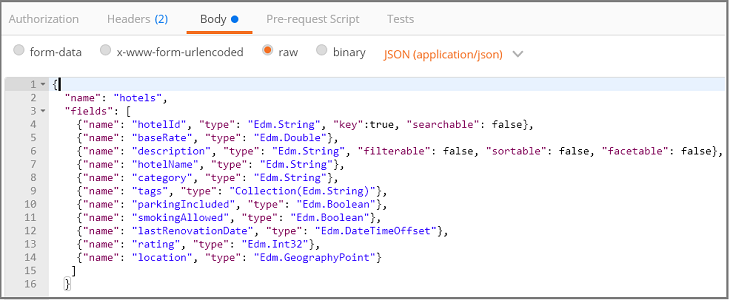 Authorization Headers (2) Body Pre-request Script Tests
form-data x-www-form-urlencoded raw binary JSON (application/json)
1 {
2 "name": "hotels",
3 "fields": [
4 {"name": "hotelId", "type": "Edm.String", "key":true, "searchable": false},
5 {"name": "baseRate", "type": "Edm.Double"},
6 {"name": "description", "type": "Edm.String", "filterable": false, "sortable": false, "facetable": false},
7 {"name": "hotelName", "type": "Edm.String"},
8 {"name": "category", "type": "Edm.String"},
9 {"name": "tags", "type": "Collection(Edm.String)"},
10 {"name": "parkingIncluded", "type": "Edm.Boolean"},
11 {"name": "smokingAllowed", "type": "Edm.Boolean"},
12 {"name": "lastRenovationDate", "type": "Edm.DateTimeOffset"},
13 {"name": "rating", "type": "Edm.Int32"},
14 {"name": "location", "type": "Edm.GeographyPoint"}
15 ]
16 }